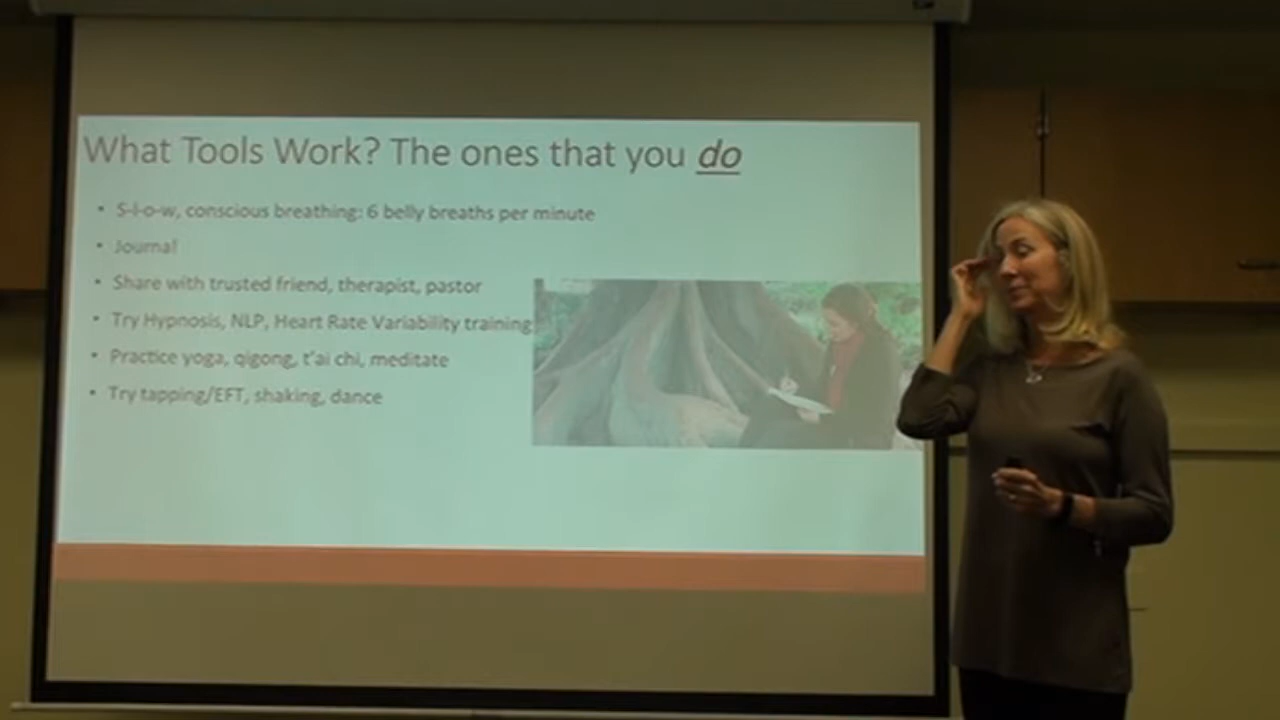 What Tools Work? The ones that you do
• S-l-o-w, conscious breathing: 6 belly breaths per minute
• Journal
• Share with trusted friend, therapist, pastor
• Try Hypnosis, NLP, Heart Rate Variability training
• Practice yoga, qigong, t'ai chi, meditate
• Try tapping/EFT, shaking, dance